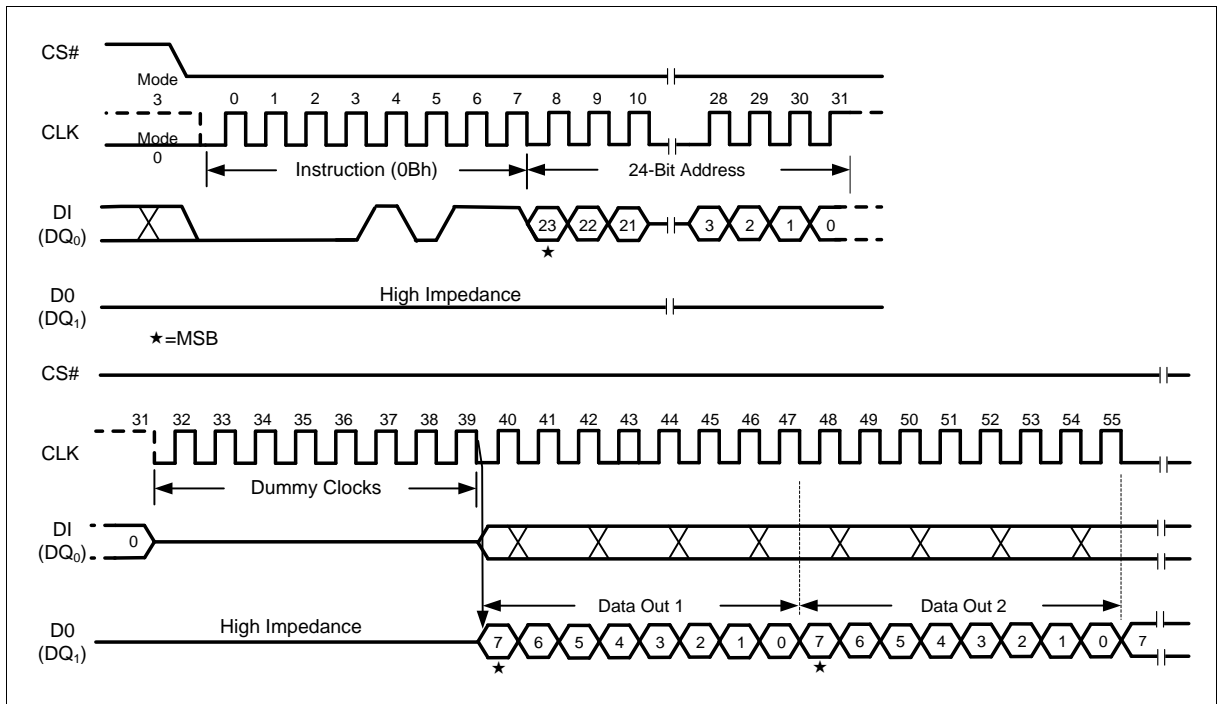 CS#
Mode
3
0 1 2 3 4 5 6 7 8 9 10 28 29 30 31
CLK
Mode
0
Instruction (0Bh) 24-Bit Address
DI
(DQ0)
23 22 21 3 2 1 0
★
D0
(DQ1)
High Impedance
★=MSB
CS#
31 32 33 34 35 36 37 38 39 40 41 42 43 44 45 46 47 48 49 50 51 52 53 54 55
CLK
Dummy Clocks
DI
(DQ0)
0
Data Out 1 Data Out 2
D0
(DQ1)
High Impedance
7 6 5 4 3 2 1 0 7 6 5 4 3 2 1 0 7
★ ★